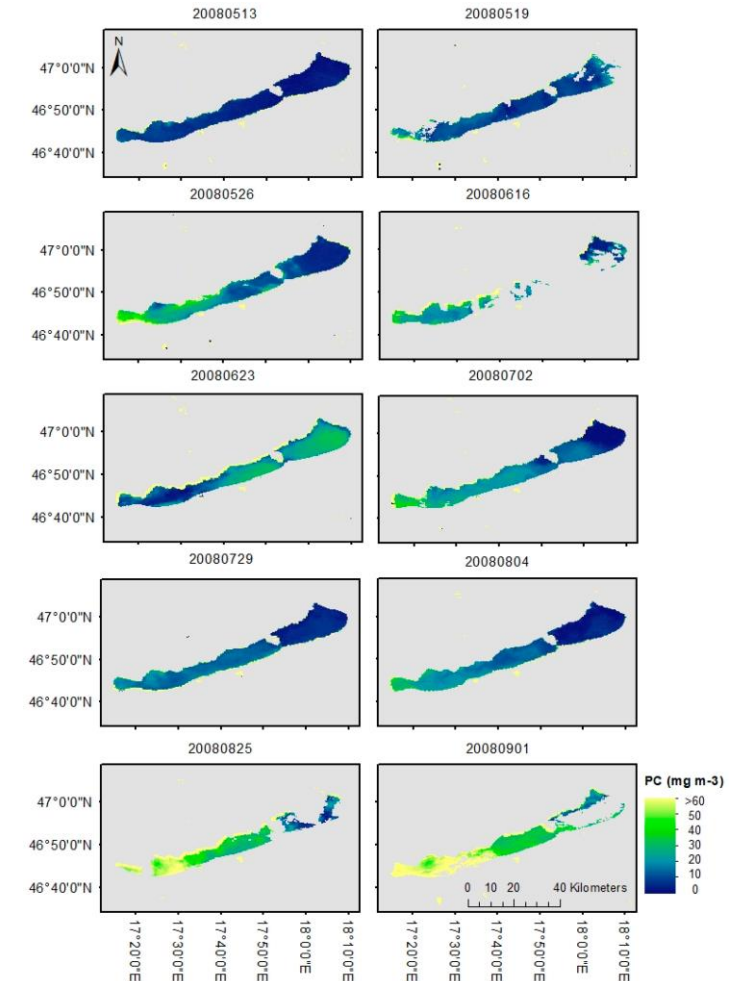 20080513 20080519
N
47°0'0"N
46°50'0"N
46°40'0"N
20080526 20080616
47°0'0"N
46°50'0"N
46°40'0"N
20080623 20080702
47°0'0"N
46°50'0"N
46°40'0"N
20080729 20080804
47°0'0"N
46°50'0"N
46°40'0"N
20080825 20080901
47°0'0"N
46°50'0"N
46°40'0"N
PC (mg m-3)
>60
50
40
30
20
10
0
0 10 20 40 Kilometers
17°20'0"E 17°30'0"E 17°40'0"E 17°50'0"E 18°0'0"E 18°10'0"E 17°20'0"E 17°30'0"E 17°40'0"E 17°50'0"E 18°0'0"E 18°10'0"E